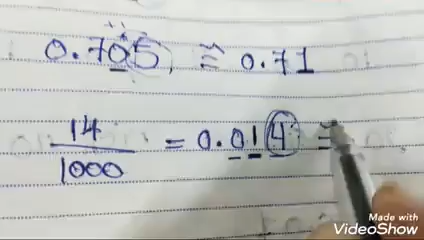 0.705 ≅ 0.71
14/1000 = 0.014 ≅
Made with
VideoShow